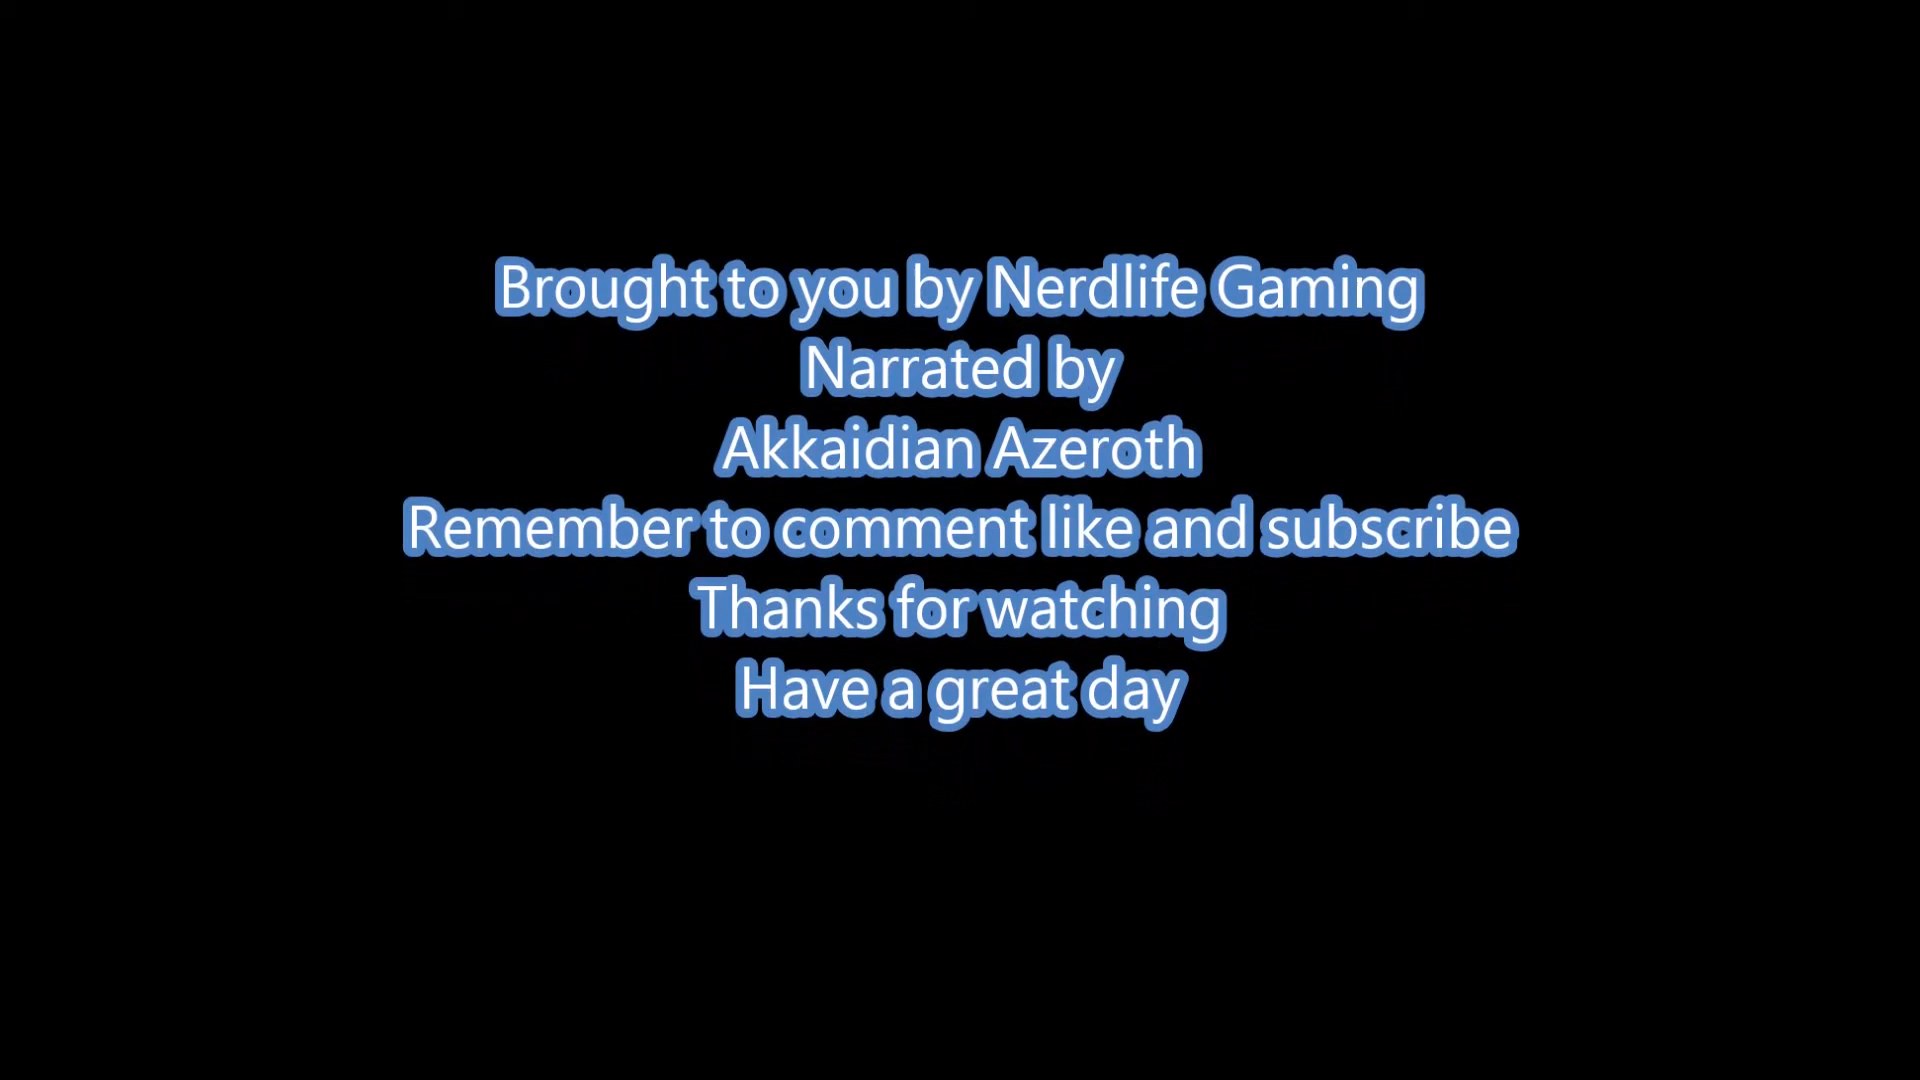 Brought to you by Nerdlife Gaming
Narrated by
Akkaidian Azeroth
Remember to comment like and subscribe
Thanks for watching
Have a great day